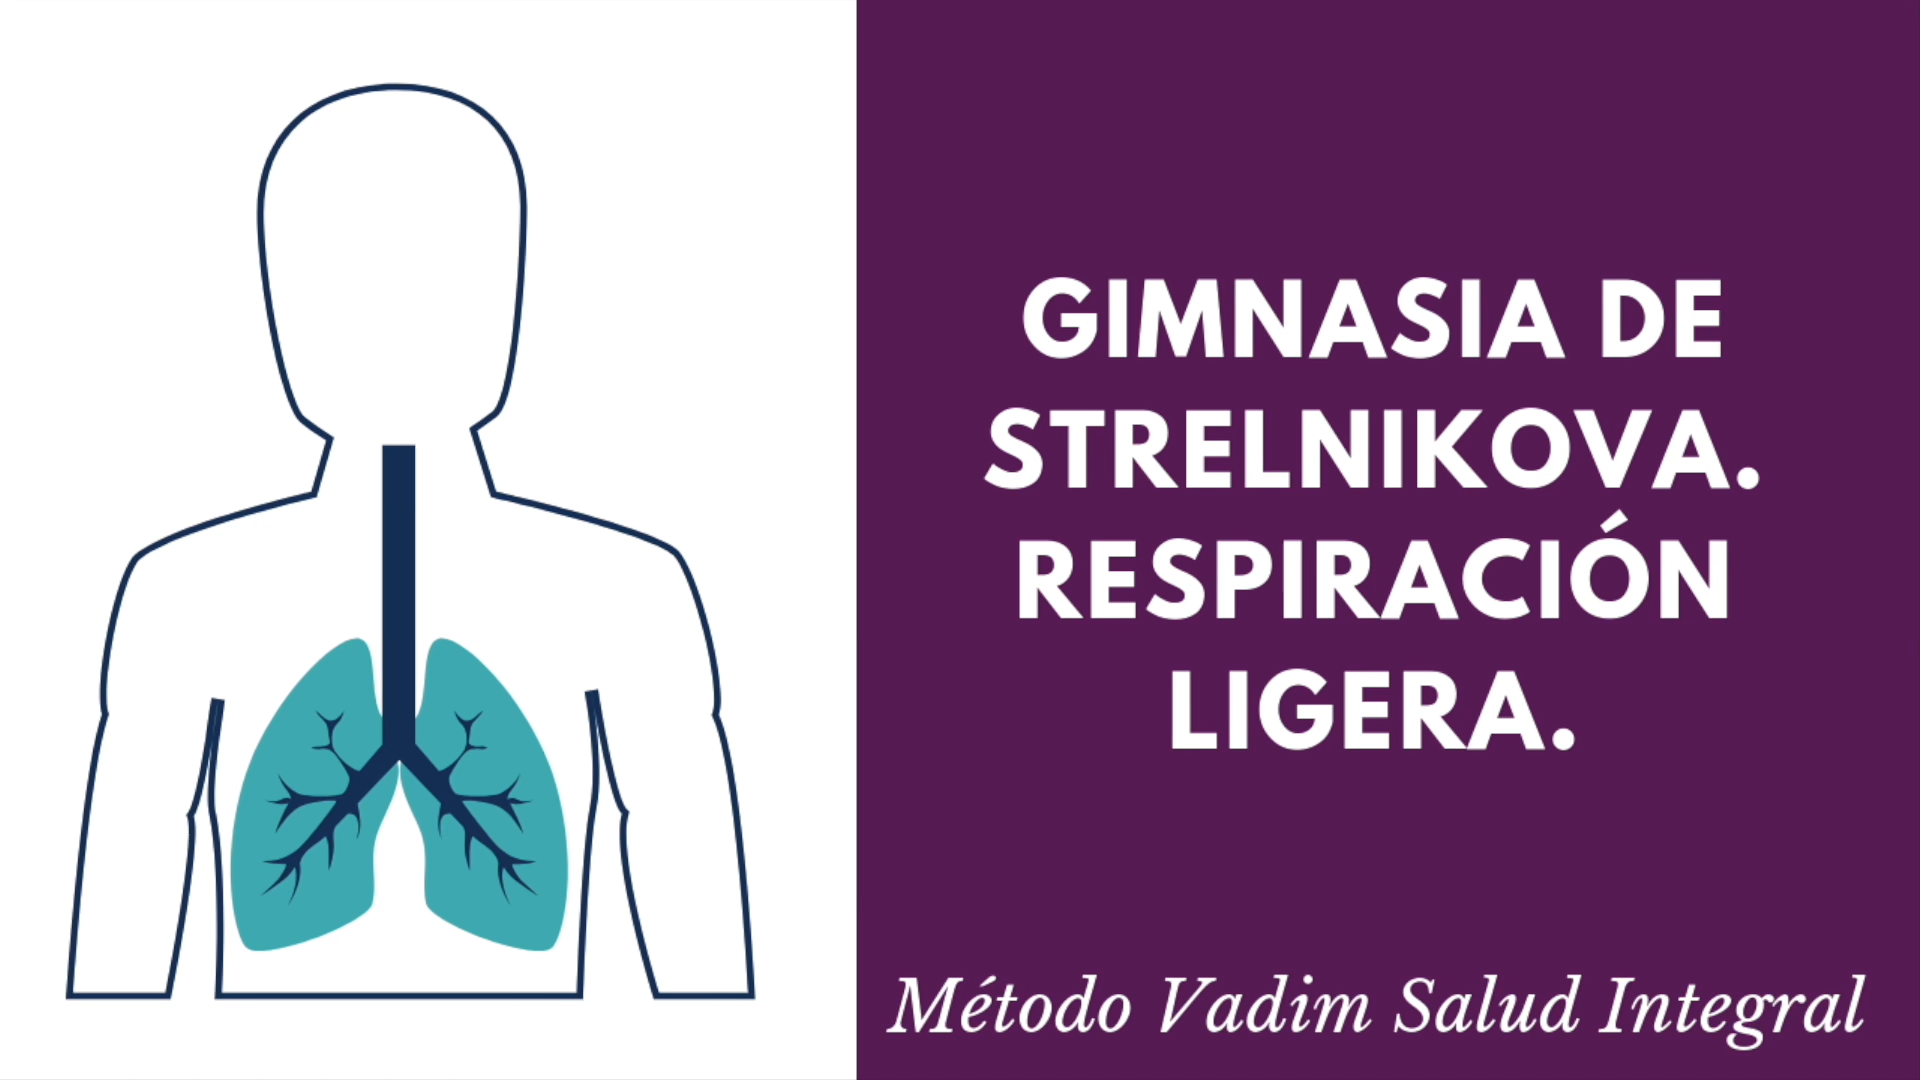 GIMNASIA DE
STRELNIKOVA.
RESPIRACIÓN
LIGERA.
Método Vadim Salud Integral